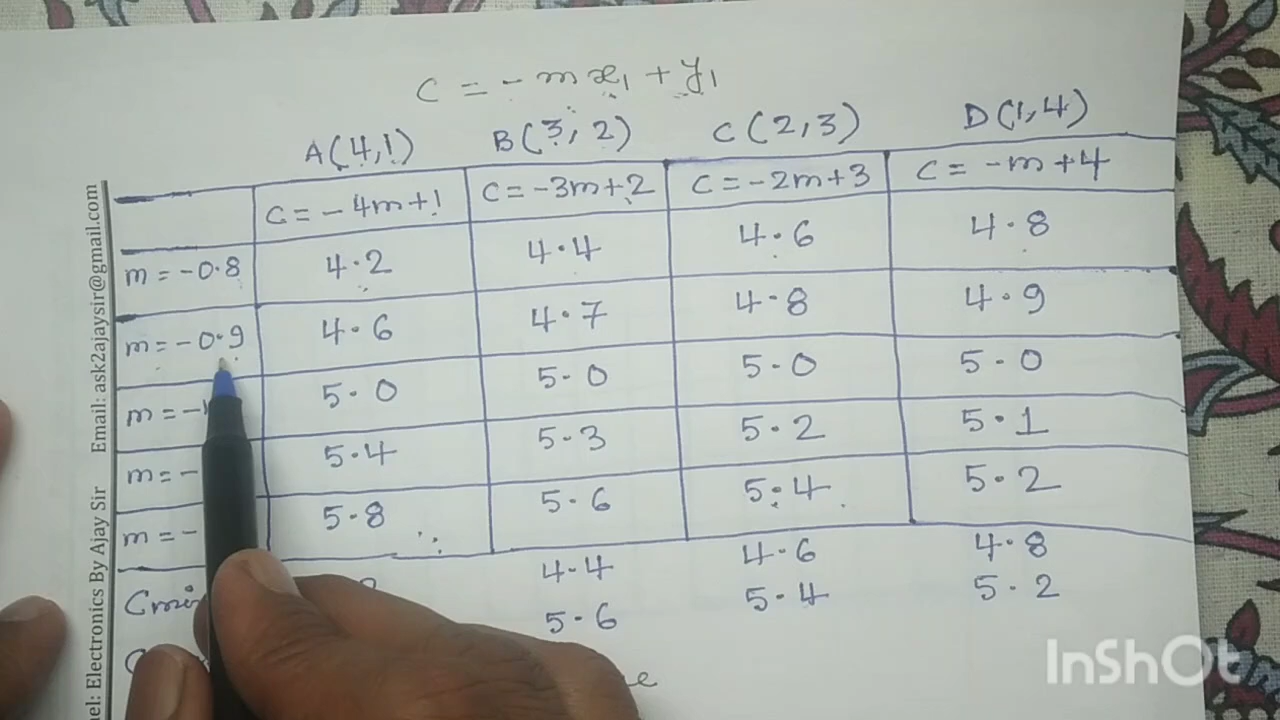 C = - m x₁ + y₁
A(4,1) B(3,2) C(2,3) D(1,4)
C = -4m+1 C = -3m+2 C = -2m+3 C = -m+4
m = -0.8 4.2 4.4 4.6 4.8
m = -0.9 4.6 4.7 4.8 4.9
m = - 5.0 5.0 5.0 5.0
m = - 5.4 5.3 5.2 5.1
m = - 5.8 5.6 5.4 5.2
4.4 4.6 4.8
5.6 5.4 5.2
nel: Electronics By Ajay Sir Email: ask2ajaysir@gmail.com
InShOt